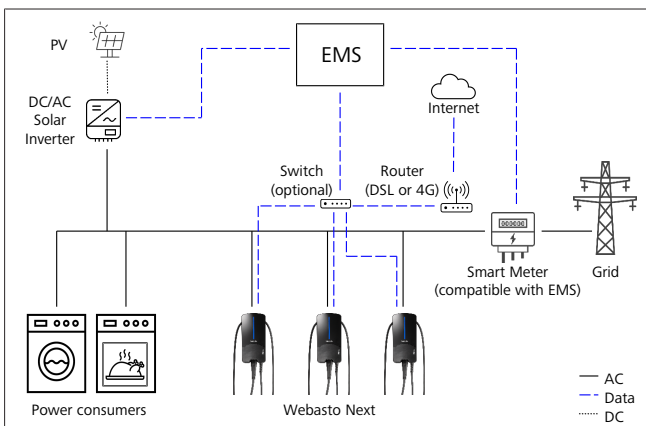 PV
EMS
DC/AC
Solar
Inverter
Internet
Switch
(optional)
Router
(DSL or 4G)
Smart Meter
(compatible with EMS)
Grid
Power consumers
Webasto Next
AC
Data
DC